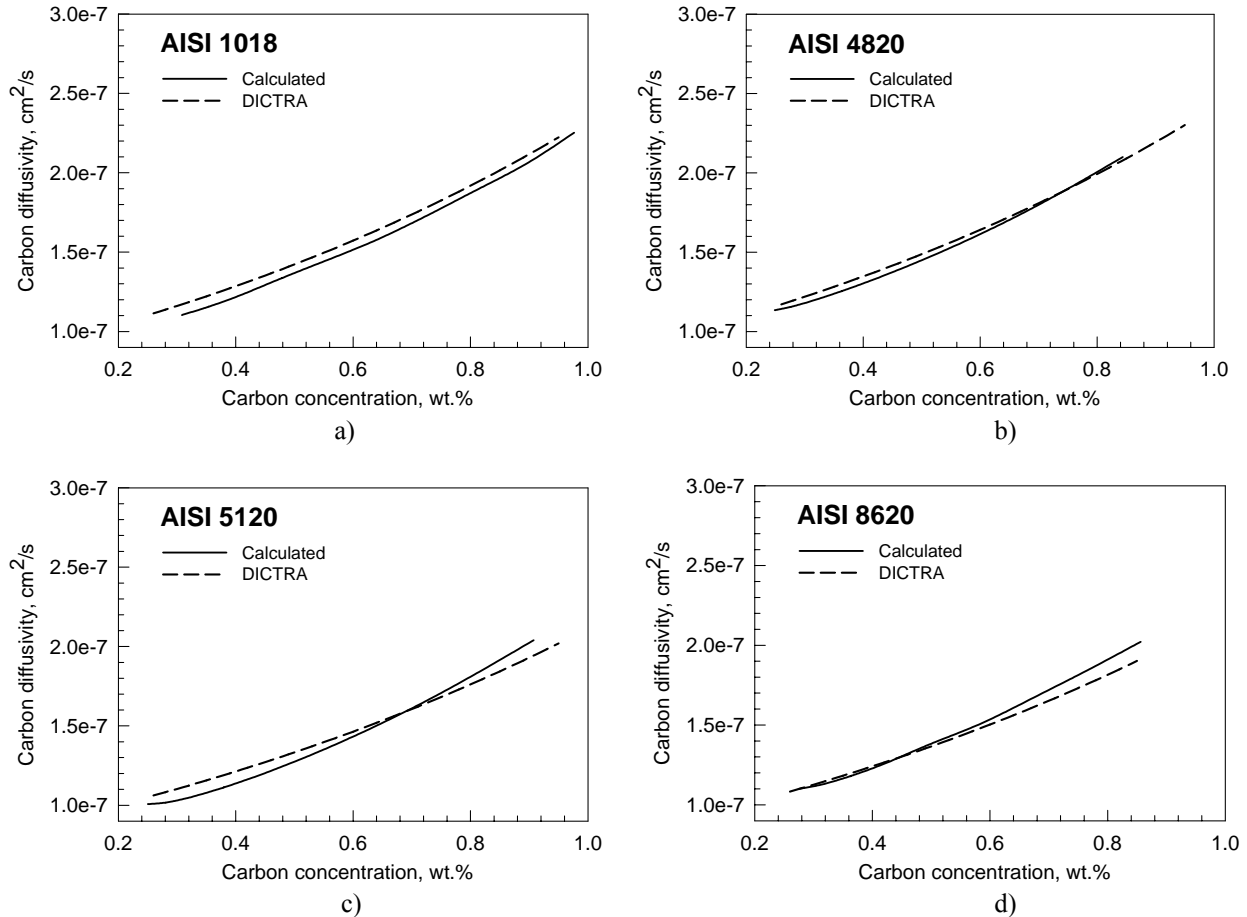 AISI 1018
Calculated
DICTRA
Carbon diffusivity, cm²/s
3.0e-7
2.5e-7
2.0e-7
1.5e-7
1.0e-7
0.2 0.4 0.6 0.8 1.0
Carbon concentration, wt.%
a)
AISI 4820
Calculated
DICTRA
Carbon diffusivity, cm²/s
3.0e-7
2.5e-7
2.0e-7
1.5e-7
1.0e-7
0.2 0.4 0.6 0.8 1.0
Carbon concentration, wt.%
b)
AISI 5120
Calculated
DICTRA
Carbon diffusivity, cm²/s
3.0e-7
2.5e-7
2.0e-7
1.5e-7
1.0e-7
0.2 0.4 0.6 0.8 1.0
Carbon concentration, wt.%
c)
AISI 8620
Calculated
DICTRA
Carbon diffusivity, cm²/s
3.0e-7
2.5e-7
2.0e-7
1.5e-7
1.0e-7
0.2 0.4 0.6 0.8 1.0
Carbon concentration, wt.%
d)